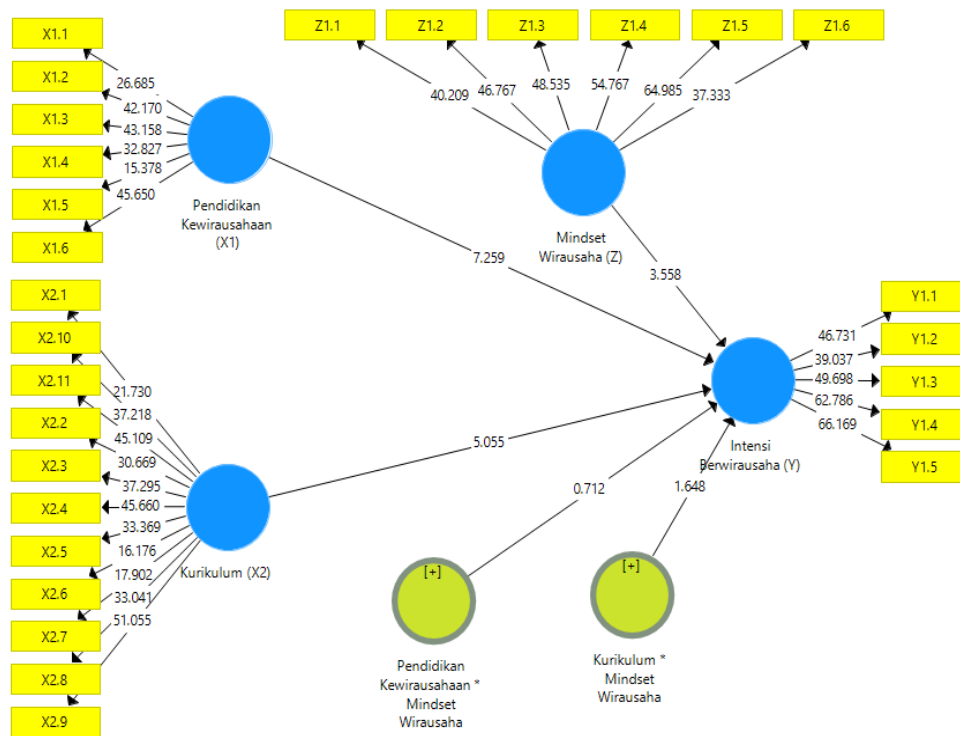 X1.1
X1.2
X1.3
X1.4
X1.5
X1.6
26.685
42.170
43.158
32.827
15.378
45.650
Pendidikan
Kewirausahaan
(X1)
Z1.1
Z1.2
Z1.3
Z1.4
Z1.5
Z1.6
40.209
46.767
48.535
54.767
64.985
37.333
Mindset
Wirausaha (Z)
7.259
3.558
X2.1
X2.10
X2.11
X2.2
X2.3
X2.4
X2.5
X2.6
X2.7
X2.8
X2.9
21.730
37.218
45.109
30.669
37.295
45.660
33.369
16.176
17.902
33.041
51.055
Kurikulum (X2)
5.055
0.712
1.648
Y1.1
Y1.2
Y1.3
Y1.4
Y1.5
46.731
39.037
49.698
62.786
66.169
Intensi
Berwirausaha (Y)
[+]
Pendidikan
Kewirausahaan *
Mindset
Wirausaha
[+]
Kurikulum *
Mindset
Wirausaha